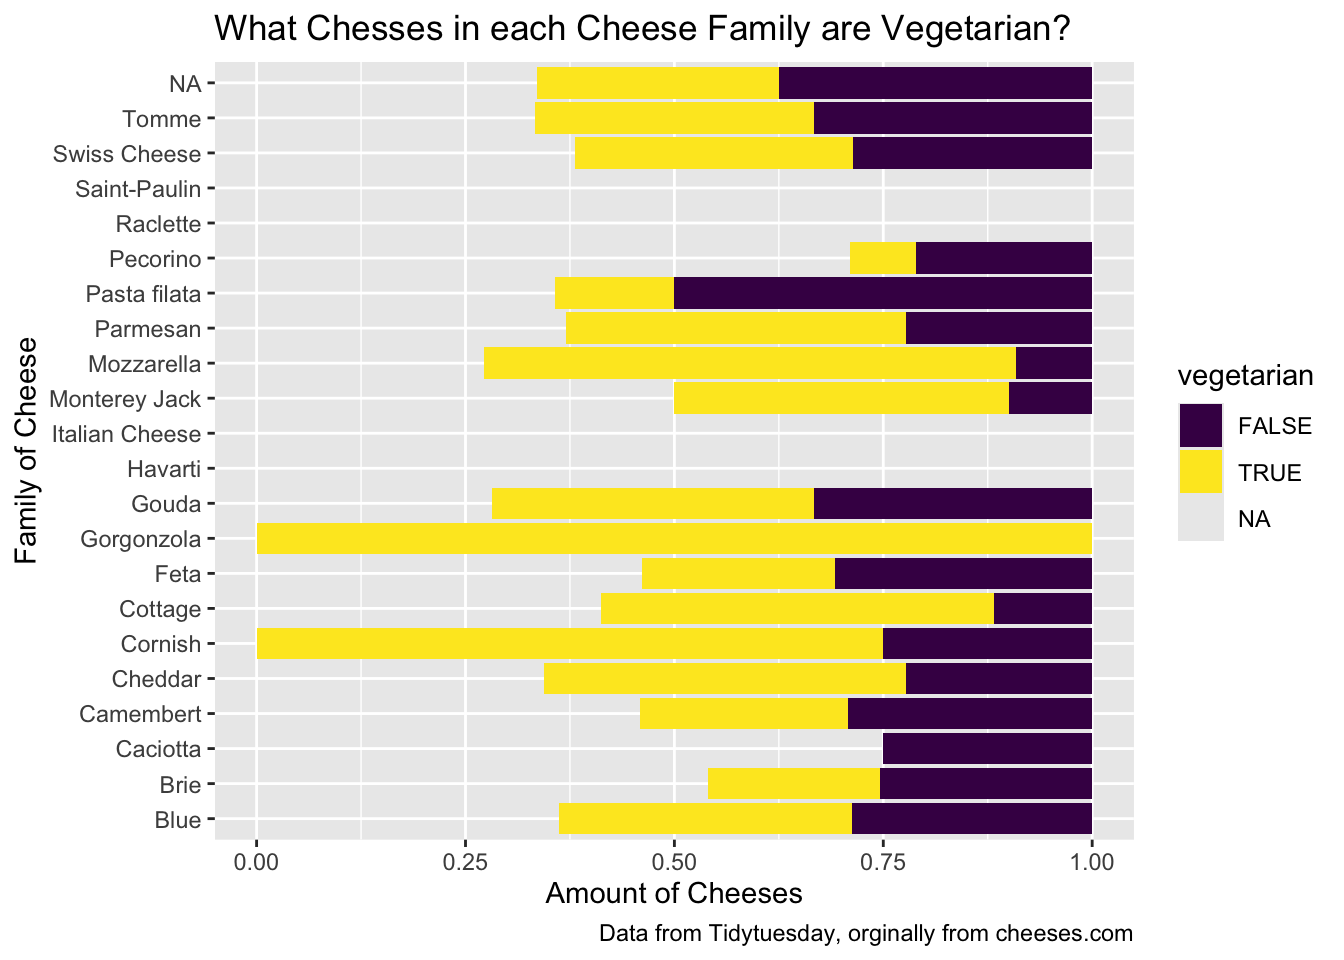 What Chesses in each Cheese Family are Vegetarian?
NA
Tomme
Swiss Cheese
Saint-Paulin
Raclette
Pecorino
Pasta filata
Parmesan
Mozzarella
Monterey Jack
Italian Cheese
Havarti
Gouda
Gorgonzola
Feta
Cottage
Cornish
Cheddar
Camembert
Caciotta
Brie
Blue
Family of Cheese
0.00 0.25 0.50 0.75 1.00
Amount of Cheeses
vegetarian
FALSE
TRUE
NA
Data from Tidytuesday, orginally from cheeses.com